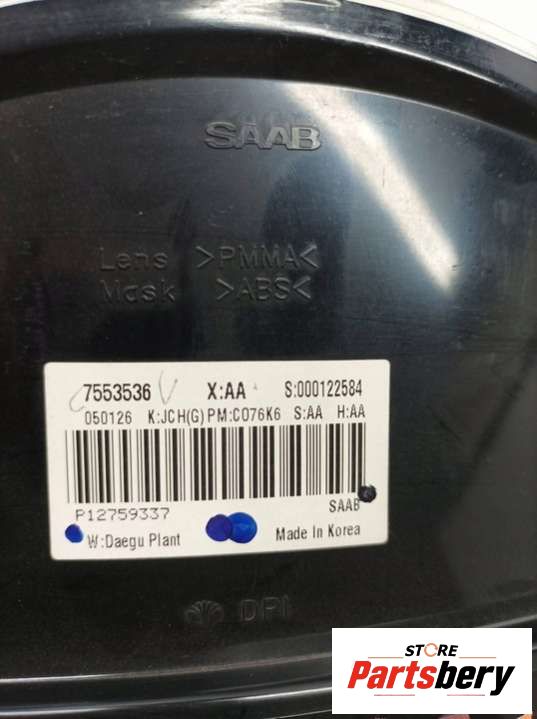 SAAB
Lens >PMMA<
Mask >ABS<
7553536 X:AA S:000122584
050126 K:JCH(G) PM:C076K6 S:AA H:AA
P12759337 SAAB
W:Daegu Plant Made In Korea
DPI
STORE
Partsbery